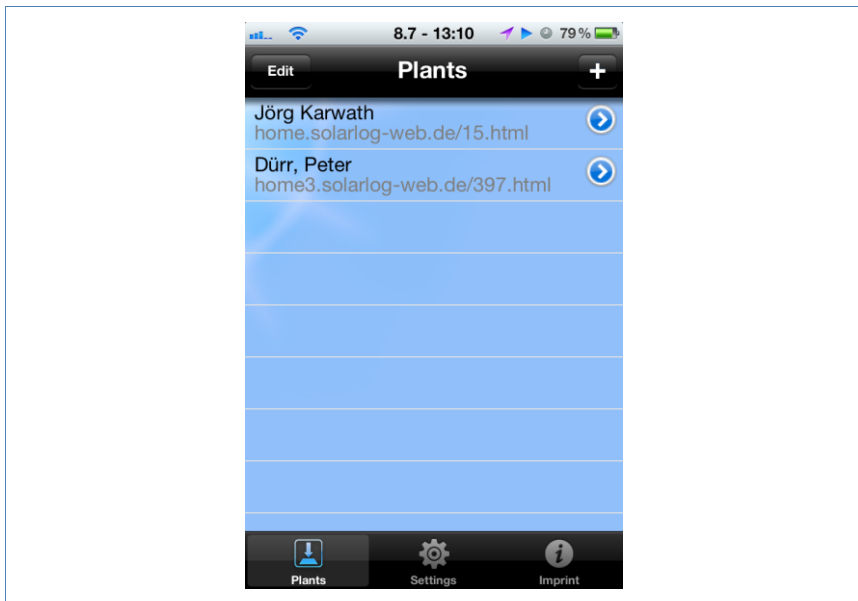 8.7 - 13:10 79%
Edit Plants +
Jörg Karwath
home.solarlog-web.de/15.html
Dürr, Peter
home3.solarlog-web.de/397.html
Plants Settings Imprint